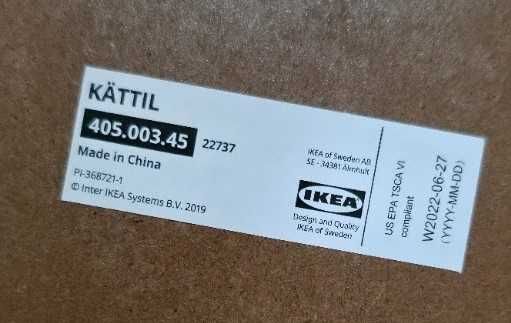 KÄTTIL
405.003.45 22737
Made in China
PI-368721-1
© Inter IKEA Systems B.V. 2019
IKEA of Sweden AB
SE - 34381 Älmhult
IKEA
Design and Quality
IKEA of Sweden
US EPA TSCA VI
compliant
W2022-06-27
(YYYY-MM-DD)